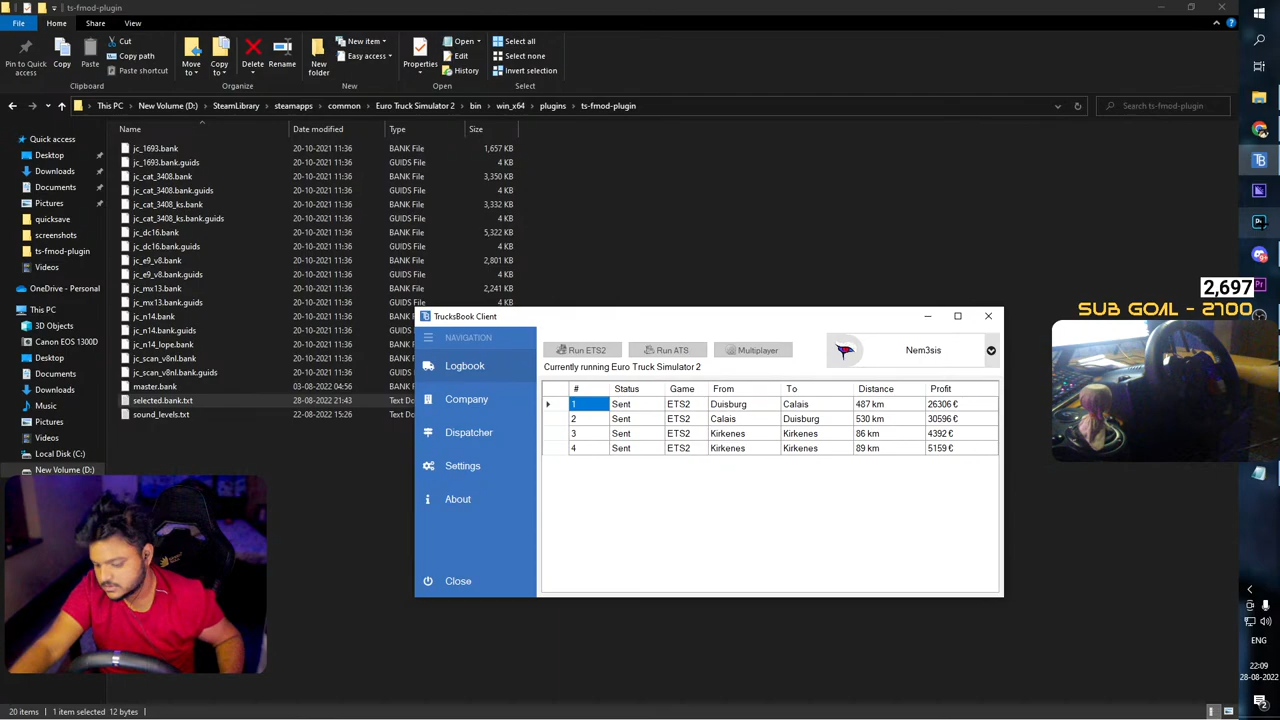 ts-fmod-plugin
File Home Share View
Pin to Quick access
Copy
Paste
Cut
Copy path
Paste shortcut
Move to
Copy to
Delete
Rename
New folder
New item
Easy access
Properties
Open
Edit
History
Select all
Select none
Invert selection
Clipboard Organize New Open Select
This PC New Volume (D:) SteamLibrary steamapps common Euro Truck Simulator 2 bin win_x64 plugins ts-fmod-plugin
Search ts-fmod-plugin
Name Date modified Type Size
Quick access
Desktop
Downloads
Documents
Pictures
quicksave
screenshots
ts-fmod-plugin
Videos
OneDrive - Personal
This PC
3D Objects
Canon EOS 1300D
Desktop
Documents
Downloads
Music
Pictures
Videos
Local Disk (C:)
New Volume (D:)
jc_1693.bank 20-10-2021 11:36 BANK File 1,657 KB
jc_1693.bank.guids 20-10-2021 11:36 GUIDS File 4 KB
jc_cat_3408.bank 20-10-2021 11:36 BANK File 3,350 KB
jc_cat_3408.bank.guids 20-10-2021 11:36 GUIDS File 4 KB
jc_cat_3408_ks.bank 20-10-2021 11:36 BANK File 3,332 KB
jc_cat_3408_ks.bank.guids 20-10-2021 11:36 GUIDS File 4 KB
jc_dc16.bank 20-10-2021 11:36 BANK File 5,322 KB
jc_dc16.bank.guids 20-10-2021 11:36 GUIDS File 4 KB
jc_e9_v8.bank 20-10-2021 11:36 BANK File 2,801 KB
jc_e9_v8.bank.guids 20-10-2021 11:36 GUIDS File 4 KB
jc_mx13.bank 20-10-2021 11:36 BANK File 2,241 KB
jc_mx13.bank.guids 20-10-2021 11:36 GUIDS File 4 KB
jc_n14.bank 20-10-2021 11:36 BANK
jc_n14.bank.guids 20-10-2021 11:36 GUIDS
jc_n14_lope.bank 20-10-2021 11:36 BANK
jc_scan_v8nl.bank 20-10-2021 11:36 BANK
jc_scan_v8nl.bank.guids 20-10-2021 11:36 GUIDS
master.bank 03-08-2022 04:56 BANK
selected.bank.txt 28-08-2022 21:43 Text Do
sound_levels.txt 22-08-2022 15:26 Text Do
TrucksBook Client
NAVIGATION
Logbook
Company
Dispatcher
Settings
About
Close
Run ETS2 Run ATS Multiplayer
Nem3sis
Currently running Euro Truck Simulator 2
# Status Game From To Distance Profit
1 Sent ETS2 Duisburg Calais 487 km 26306 €
2 Sent ETS2 Calais Duisburg 530 km 30596 €
3 Sent ETS2 Kirkenes Kirkenes 86 km 4392 €
4 Sent ETS2 Kirkenes Kirkenes 89 km 5159 €
2,697
SUB GOAL - 2700
TB
ENG
22:09
28-08-2022
2
20 items 1 item selected 12 bytes